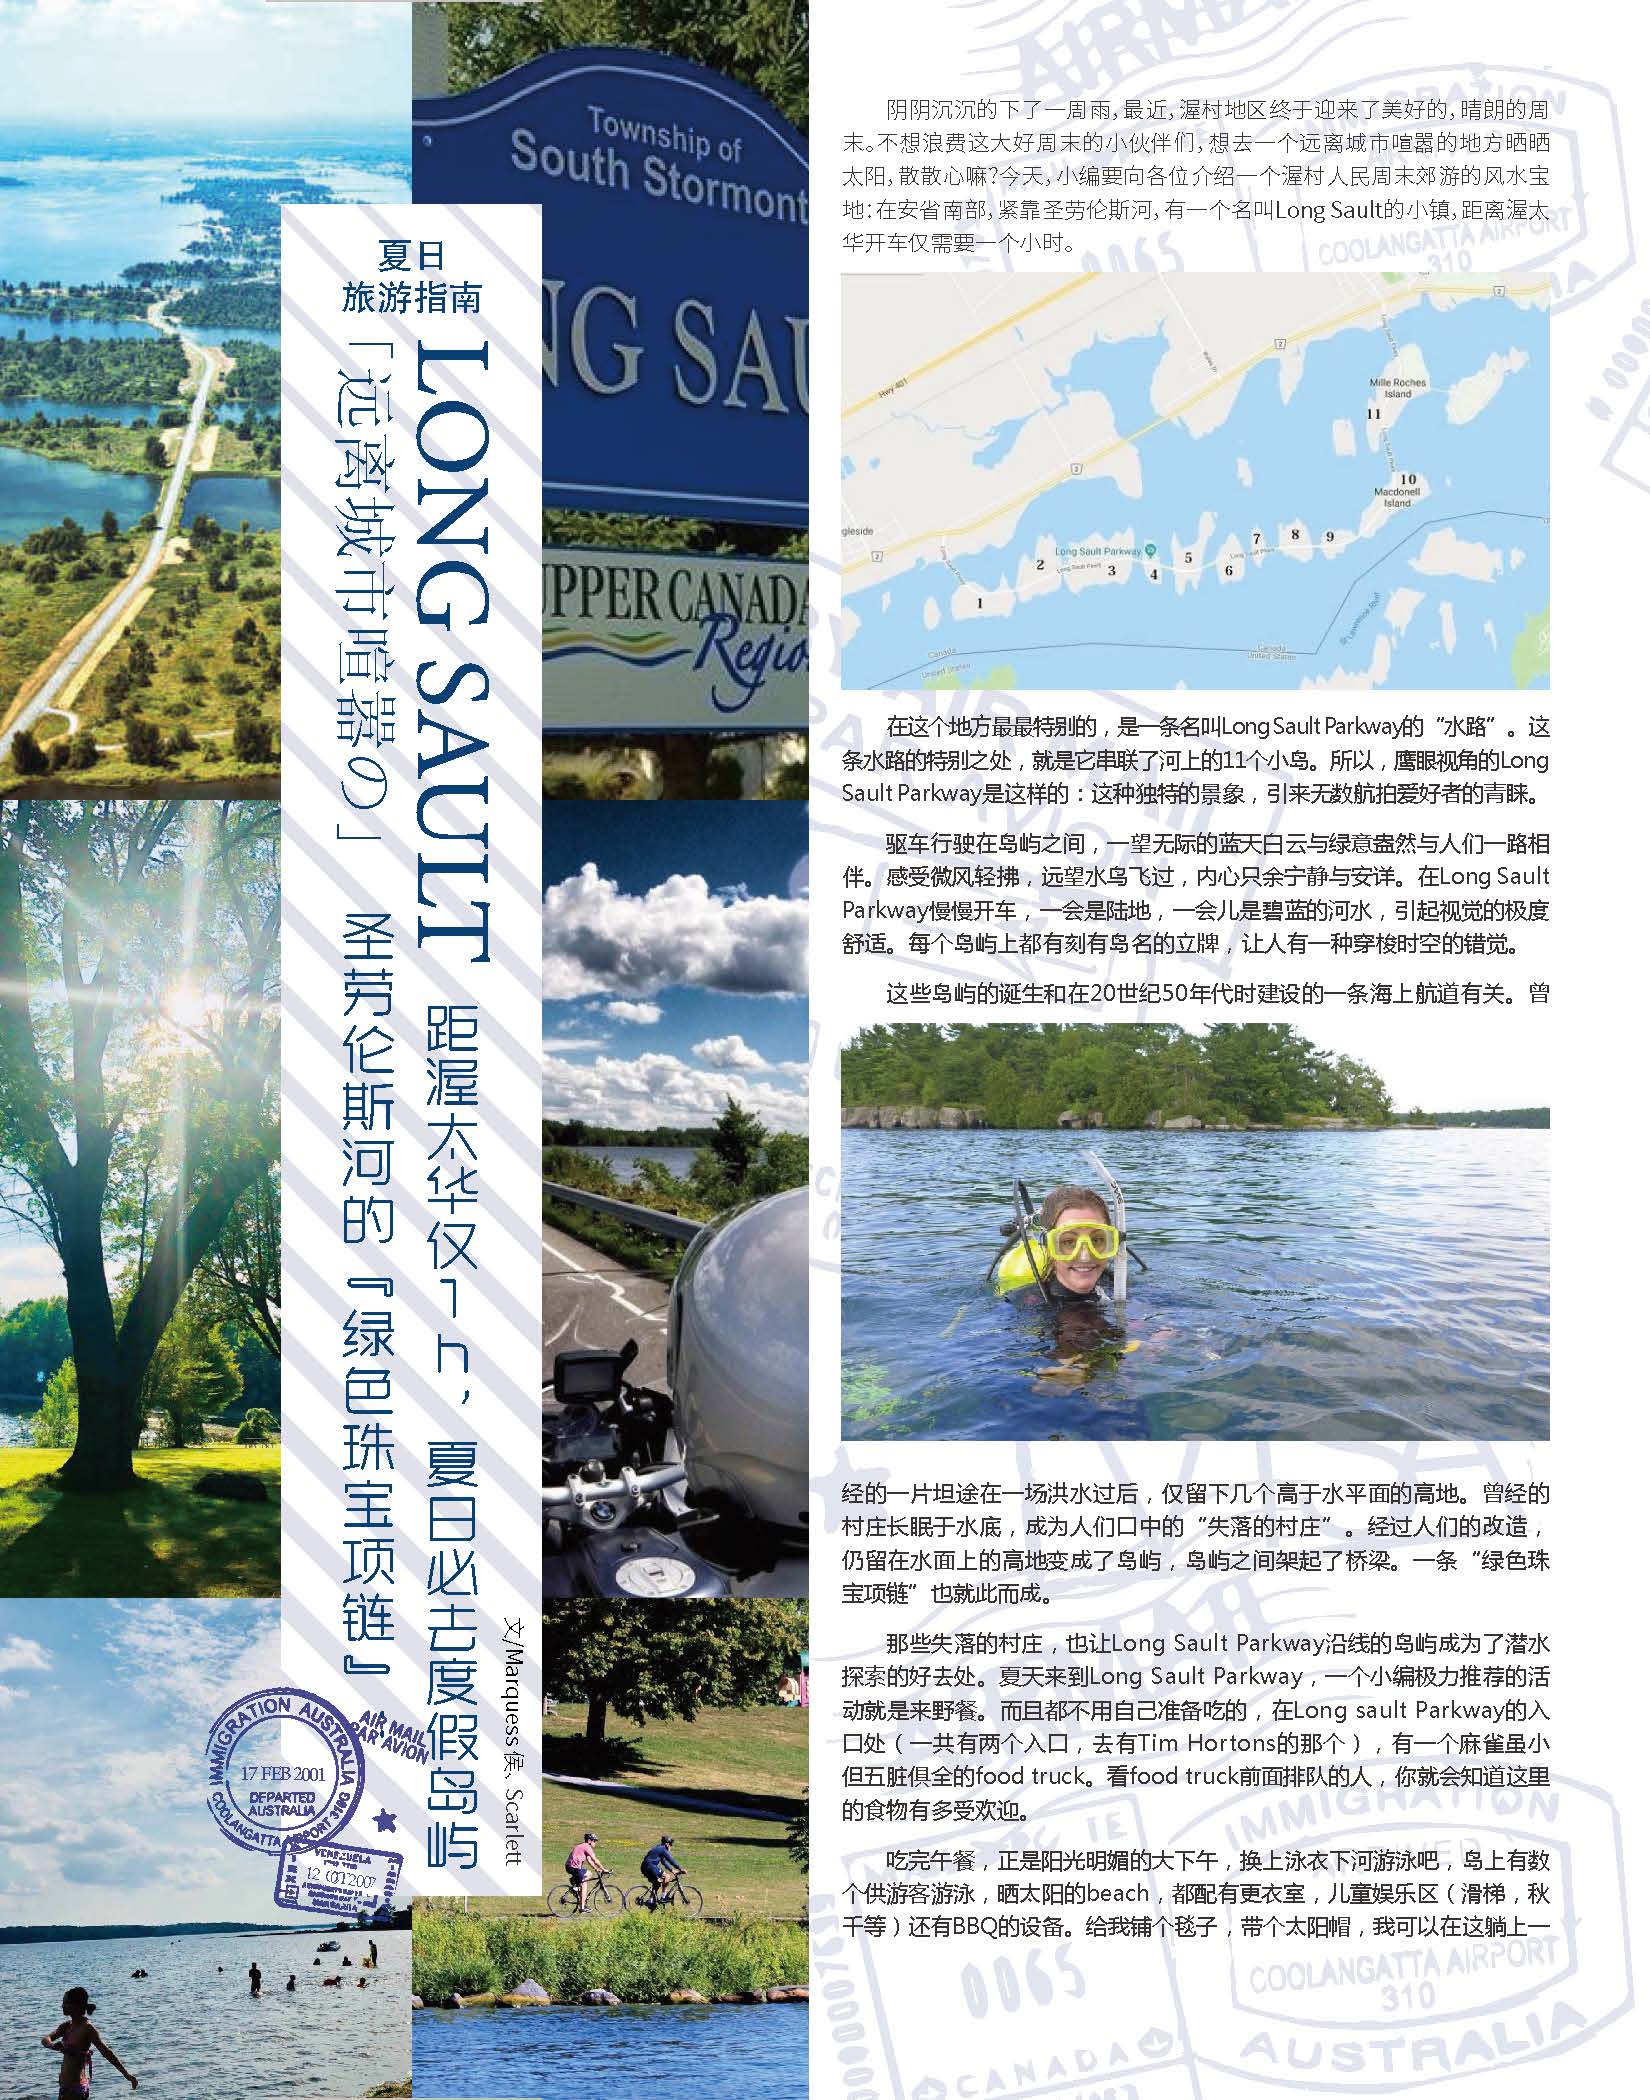 Township of
South Stormont
NG SAU
UPPER CANADA
Regio
夏日
旅游指南
LONG SAULT 距渥太华仅1h，夏日必去度假岛屿
「远离城市喧嚣の」 圣劳伦斯河的『绿色珠宝项链』
文/Marquess 侯、Scarlett
IMMIGRATION AUSTRALIA
17 FEB 2001
DEPARTED
AUSTRALIA
COOLANGATTA AIRPORT 310G
AIR MAIL
PAR AVION
VENEZUELA
12 OCT 2007
阴阴沉沉的下了一周雨，最近，渥村地区终于迎来了美好的，晴朗的周
末。不想浪费这大好周末的小伙伴们，想去一个远离城市喧嚣的地方晒晒
太阳，散散心嘛？今天，小编要向各位介绍一个渥村人民周末郊游的风水宝
地：在安省南部，紧靠圣劳伦斯河，有一个名叫Long Sault的小镇，距离渥太
华开车仅需要一个小时。
Hwy 401
2
2
2
2
Mille Roches
Island
11
10
Macdonell
Island
gleside
Long Sault Parkway
1
2
3
4
5
6
7
8
9
St Lawrence River
Canada
United States
Canada
United States
在这个地方最最特别的，是一条名叫Long Sault Parkway的“水路”。这
条水路的特别之处，就是它串联了河上的11个小岛。所以，鹰眼视角的Long
Sault Parkway是这样的：这种独特的景象，引来无数航拍爱好者的青睐。
驱车行驶在岛屿之间，一望无际的蓝天白云与绿意盎然与人们一路相
伴。感受微风轻拂，远望水鸟飞过，内心只余宁静与安详。在Long Sault
Parkway慢慢开车，一会是陆地，一会儿是碧蓝的河水，引起视觉的极度
舒适。每个岛屿上都有刻有岛名的立牌，让人有一种穿梭时空的错觉。
这些岛屿的诞生和在20世纪50年代时建设的一条海上航道有关。曾
经的一片坦途在一场洪水过后，仅留下几个高于水平面的高地。曾经的
村庄长眠于水底，成为人们口中的“失落的村庄”。经过人们的改造，
仍留在水面上的高地变成了岛屿，岛屿之间架起了桥梁。一条“绿色珠
宝项链”也就此而成。
那些失落的村庄，也让Long Sault Parkway沿线的岛屿成为了潜水
探索的好去处。夏天来到Long Sault Parkway，一个小编极力推荐的活
动就是来野餐。而且都不用自己准备吃的，在Long sault Parkway的入
口处（一共有两个入口，去有Tim Hortons的那个），有一个麻雀虽小
但五脏俱全的food truck。看food truck前面排队的人，你就会知道这里
的食物有多受欢迎。
吃完午餐，正是阳光明媚的大下午，换上泳衣下河游泳吧，岛上有数
个供游客游泳，晒太阳的beach，都配有更衣室，儿童娱乐区（滑梯，秋
千等）还有BBQ的设备。给我铺个毯子，带个太阳帽，我可以在这躺上一
IMMIGRATION
COOLANGATTA AIRPORT
310
AUSTRALIA
0065
CANADA